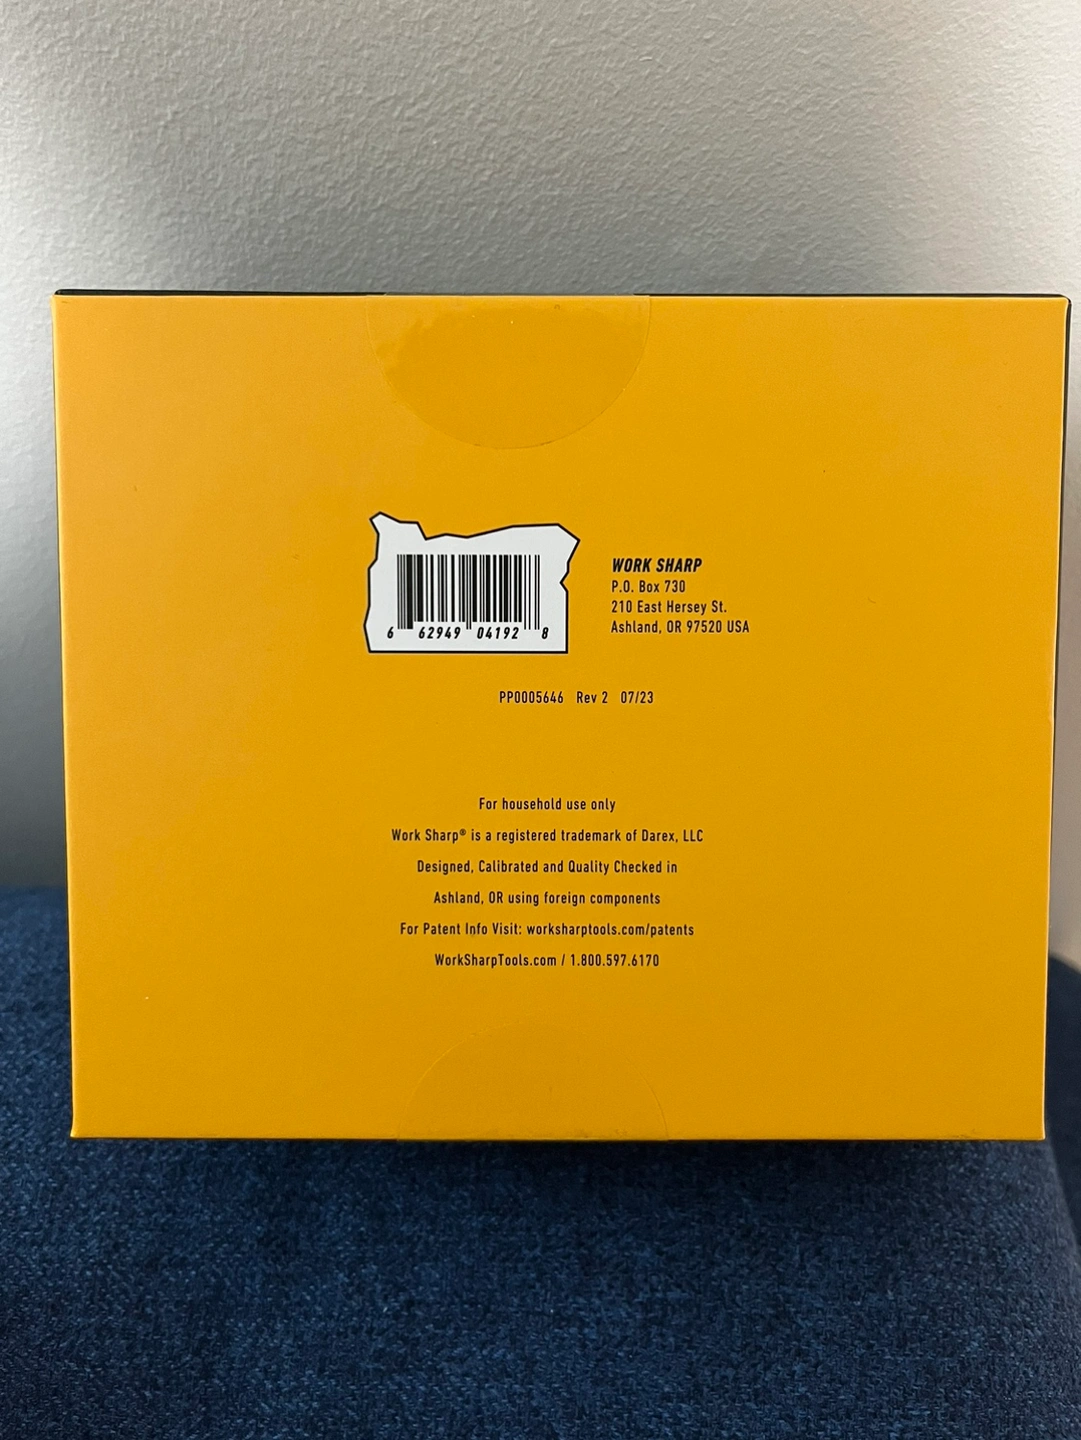 6 62949 04192 8
WORK SHARP
P.O. Box 730
210 East Hersey St.
Ashland, OR 97520 USA
PP0005646 Rev 2 07/23
For household use only
Work Sharp® is a registered trademark of Darex, LLC
Designed, Calibrated and Quality Checked in
Ashland, OR using foreign components
For Patent Info Visit: worksharptools.com/patents
WorkSharpTools.com / 1.800.597.6170